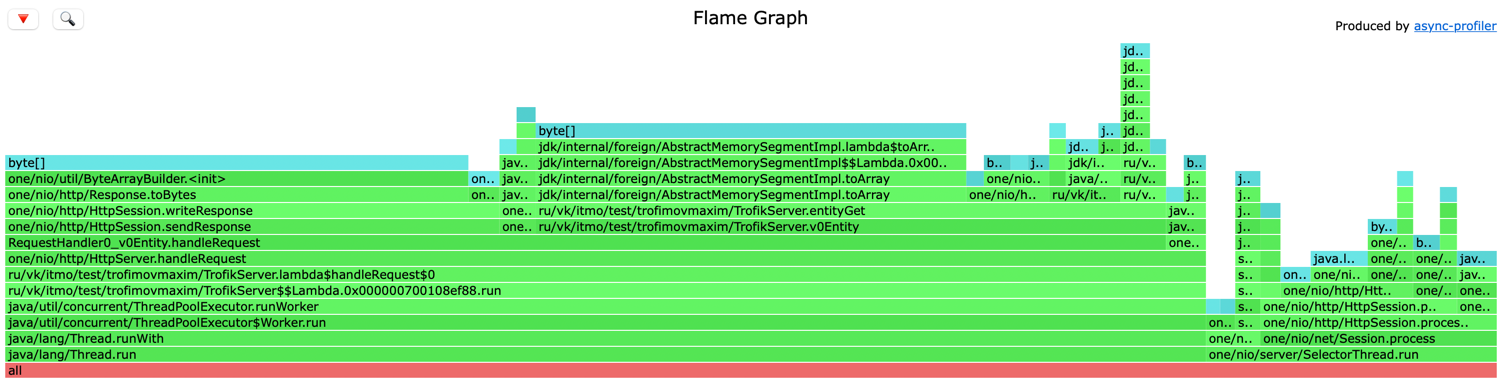 Flame Graph
Produced by async-profiler
jd..
jd..
jd..
jd..
jd..
byte[] j.. jd..
jdk/internal/foreign/AbstractMemorySegmentImpl.lambda$toArr.. jd.. j.. jd..
byte[] jav.. jdk/internal/foreign/AbstractMemorySegmentImpl$$Lambda.0x00.. b.. j.. jdk/i.. ru/v.. b..
one/nio/util/ByteArrayBuilder.<init> on.. jav.. jdk/internal/foreign/AbstractMemorySegmentImpl.toArray one/nio.. java/.. ru/v.. j.. j..
one/nio/http/Response.toBytes on.. jav.. jdk/internal/foreign/AbstractMemorySegmentImpl.toArray one/nio/h.. ru/vk/it.. ru/v.. j.. j..
one/nio/http/HttpSession.writeResponse one.. ru/vk/itmo/test/trofimovmaxim/TrofikServer.entityGet jav.. j..
one/nio/http/HttpSession.sendResponse one.. ru/vk/itmo/test/trofimovmaxim/TrofikServer.v0Entity jav.. j.. by..
RequestHandler0_v0Entity.handleRequest one.. j.. one/.. b..
one/nio/http/HttpServer.handleRequest s.. java.l.. one/.. one/.. jav..
ru/vk/itmo/test/trofimovmaxim/TrofikServer.lambda$handleRequest$0 s.. on.. one/ni.. one/.. one/.. jav..
ru/vk/itmo/test/trofimovmaxim/TrofikServer$$Lambda.0x000000700108ef88.run s.. one/nio/http/Htt.. one/.. one..
java/util/concurrent/ThreadPoolExecutor.runWorker s.. one/nio/http/HttpSession.p.. one..
java/util/concurrent/ThreadPoolExecutor$Worker.run on.. s.. one/nio/http/HttpSession.proces..
java/lang/Thread.runWith one/n.. one/nio/net/Session.process
java/lang/Thread.run one/nio/server/SelectorThread.run
all